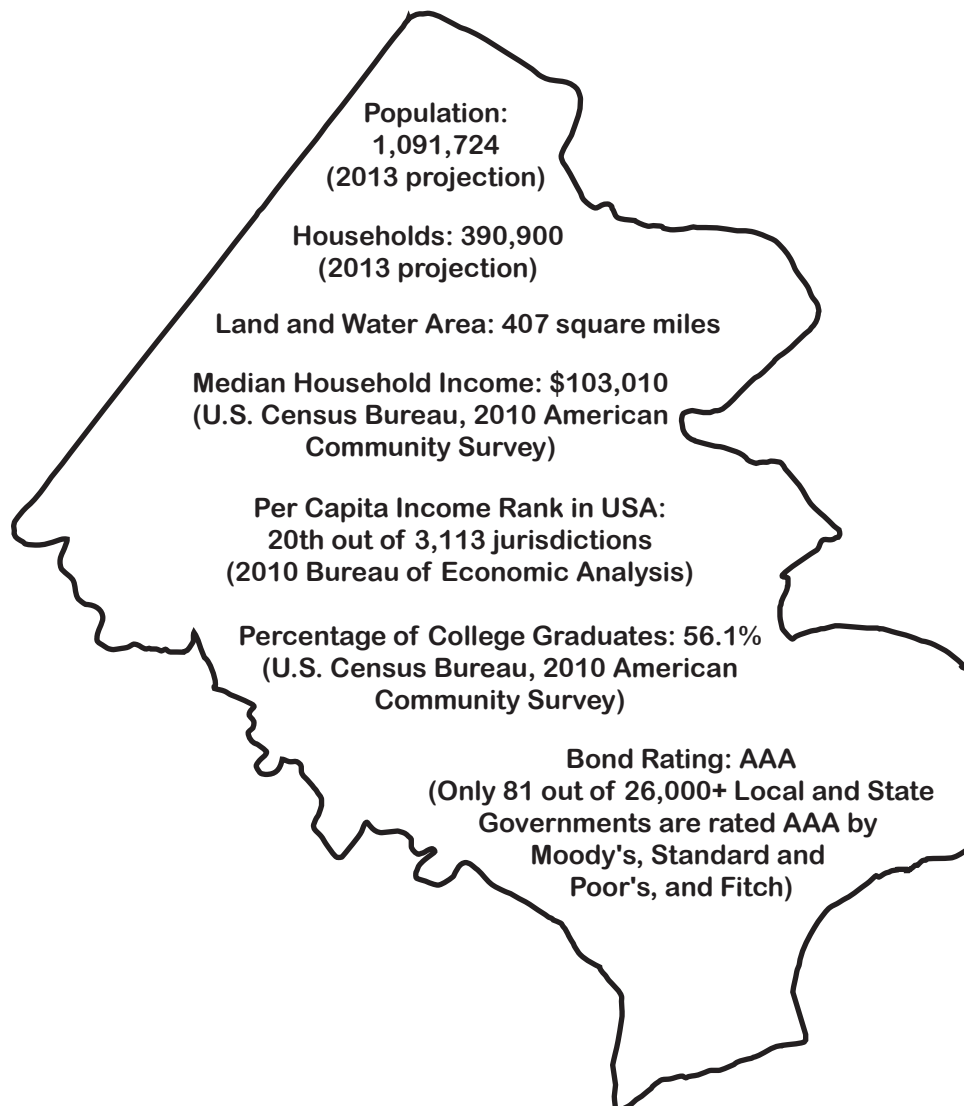 Population:
1,091,724
(2013 projection)
Households: 390,900
(2013 projection)
Land and Water Area: 407 square miles
Median Household Income: $103,010
(U.S. Census Bureau, 2010 American
Community Survey)
Per Capita Income Rank in USA:
20th out of 3,113 jurisdictions
(2010 Bureau of Economic Analysis)
Percentage of College Graduates: 56.1%
(U.S. Census Bureau, 2010 American
Community Survey)
Bond Rating: AAA
(Only 81 out of 26,000+ Local and State
Governments are rated AAA by
Moody's, Standard and
Poor's, and Fitch)